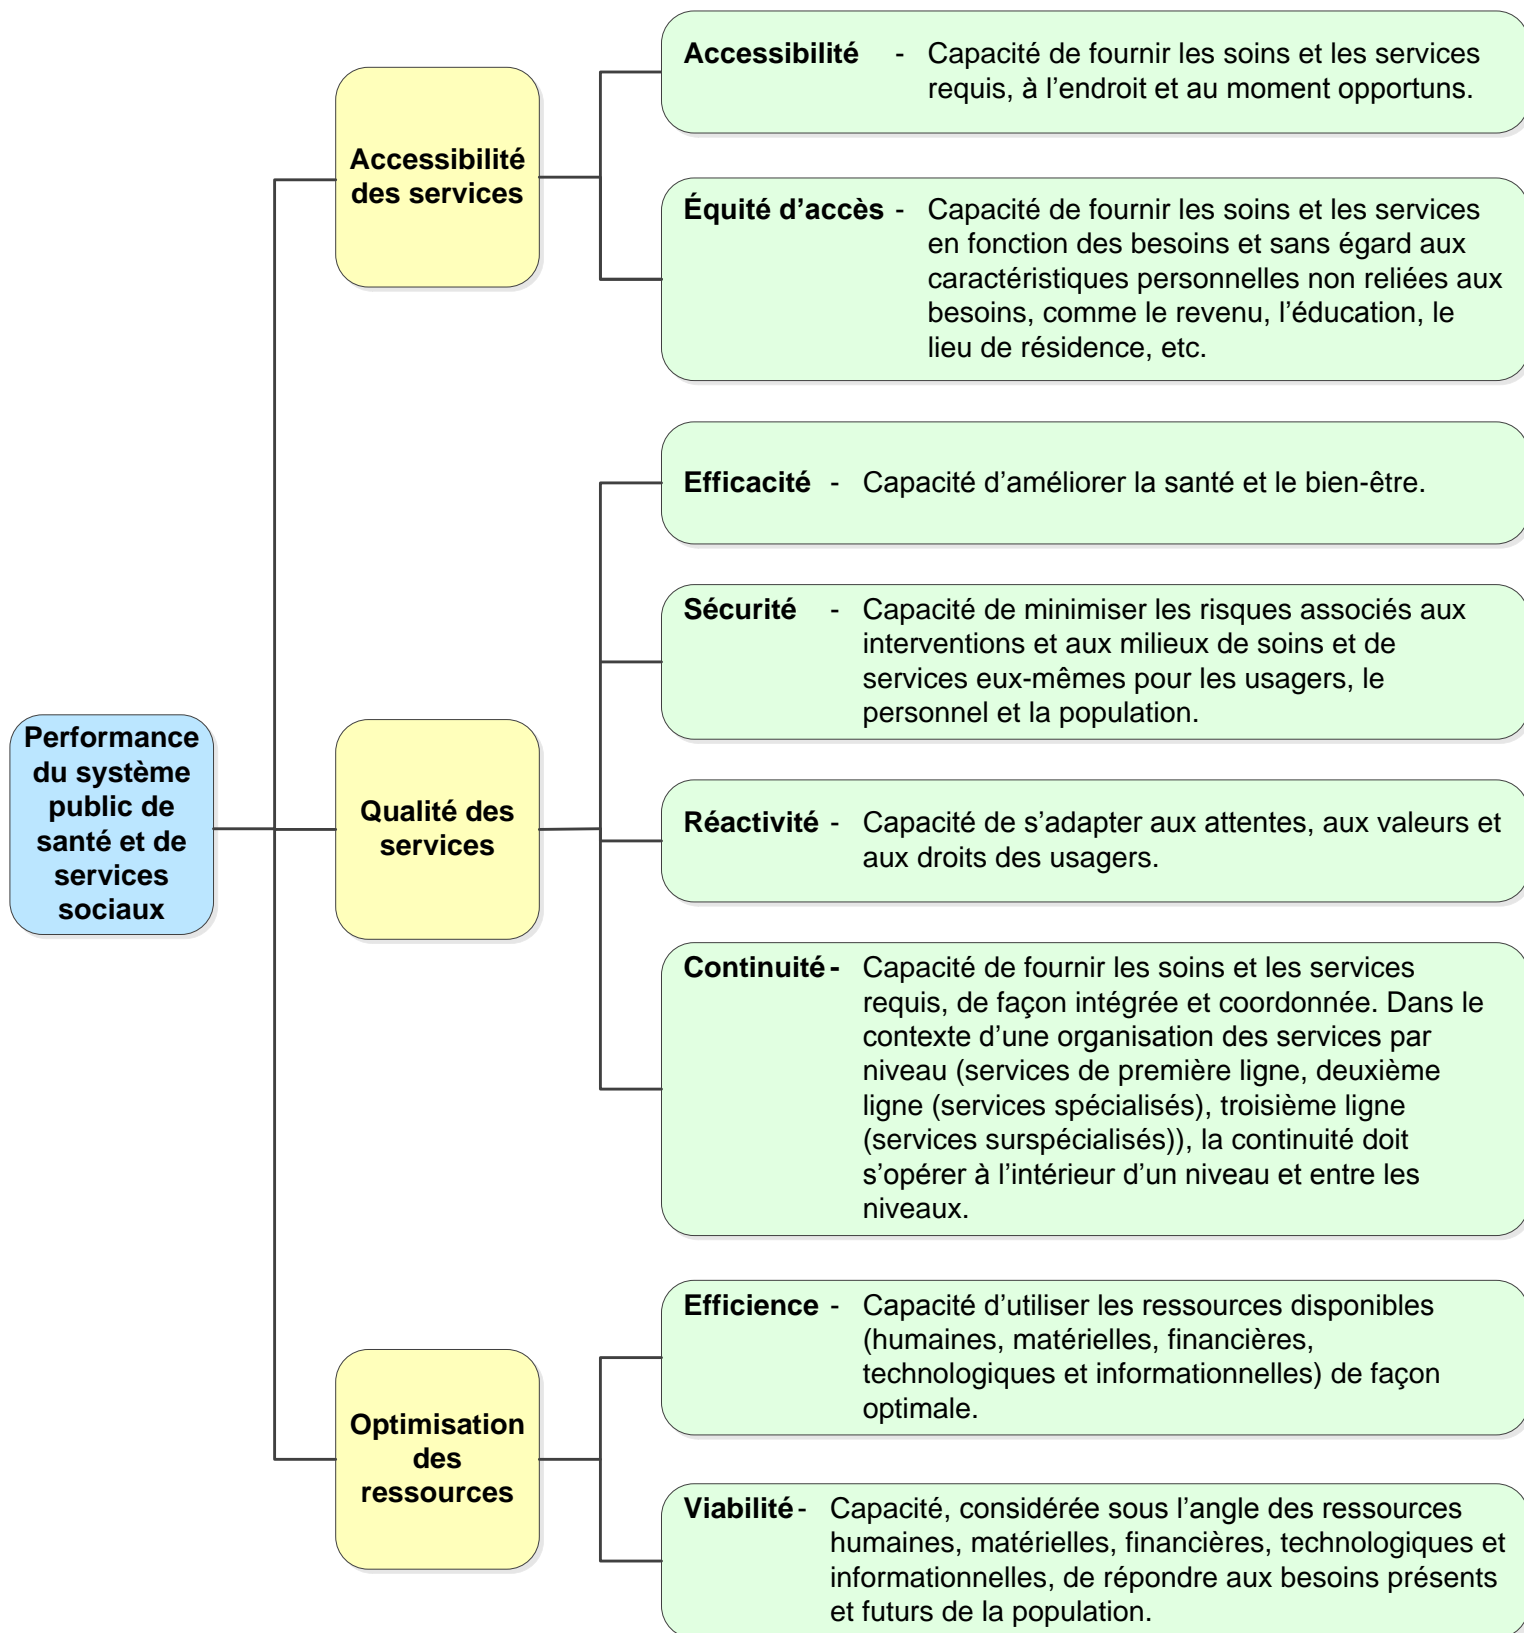 Performance
du système
public de
santé et de
services
sociaux
Accessibilité
des services
Accessibilité - Capacité de fournir les soins et les services
requis, à l’endroit et au moment opportuns.
Équité d’accès - Capacité de fournir les soins et les services
en fonction des besoins et sans égard aux
caractéristiques personnelles non reliées aux
besoins, comme le revenu, l’éducation, le
lieu de résidence, etc.
Qualité des
services
Efficacité - Capacité d’améliorer la santé et le bien-être.
Sécurité - Capacité de minimiser les risques associés aux
interventions et aux milieux de soins et de
services eux-mêmes pour les usagers, le
personnel et la population.
Réactivité - Capacité de s’adapter aux attentes, aux valeurs et
aux droits des usagers.
Continuité - Capacité de fournir les soins et les services
requis, de façon intégrée et coordonnée. Dans le
contexte d’une organisation des services par
niveau (services de première ligne, deuxième
ligne (services spécialisés), troisième ligne
(services surspécialisés)), la continuité doit
s’opérer à l’intérieur d’un niveau et entre les
niveaux.
Optimisation
des
ressources
Efficience - Capacité d’utiliser les ressources disponibles
(humaines, matérielles, financières,
technologiques et informationnelles) de façon
optimale.
Viabilité - Capacité, considérée sous l’angle des ressources
humaines, matérielles, financières, technologiques et
informationnelles, de répondre aux besoins présents
et futurs de la population.